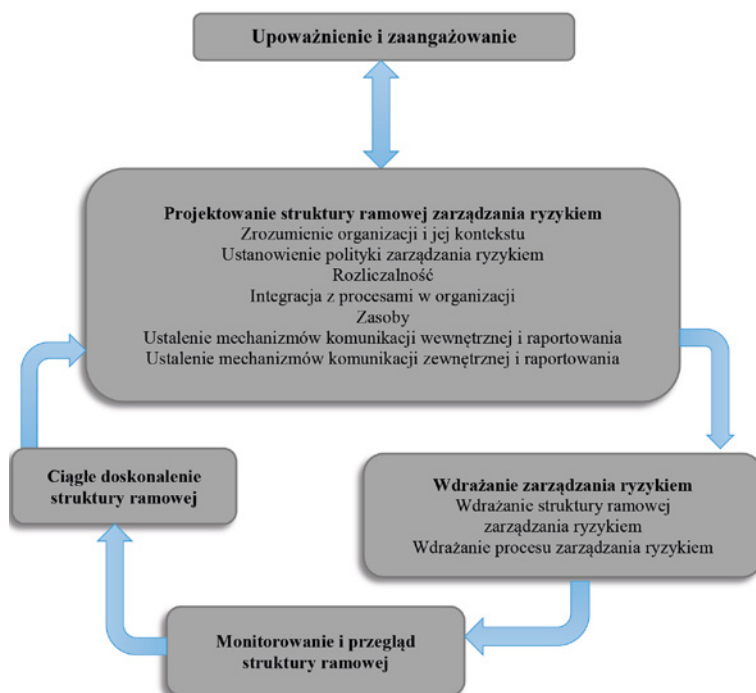 Upoważnienie i zaangażowanie
Projektowanie struktury ramowej zarządzania ryzykiem
Zrozumienie organizacji i jej kontekstu
Ustanowienie polityki zarządzania ryzykiem
Rozliczalność
Integracja z procesami w organizacji
Zasoby
Ustalenie mechanizmów komunikacji wewnętrznej i raportowania
Ustalenie mechanizmów komunikacji zewnętrznej i raportowania
Wdrażanie zarządzania ryzykiem
Wdrażanie struktury ramowej
zarządzania ryzykiem
Wdrażanie procesu zarządzania ryzykiem
Monitorowanie i przegląd
struktury ramowej
Ciągłe doskonalenie
struktury ramowej